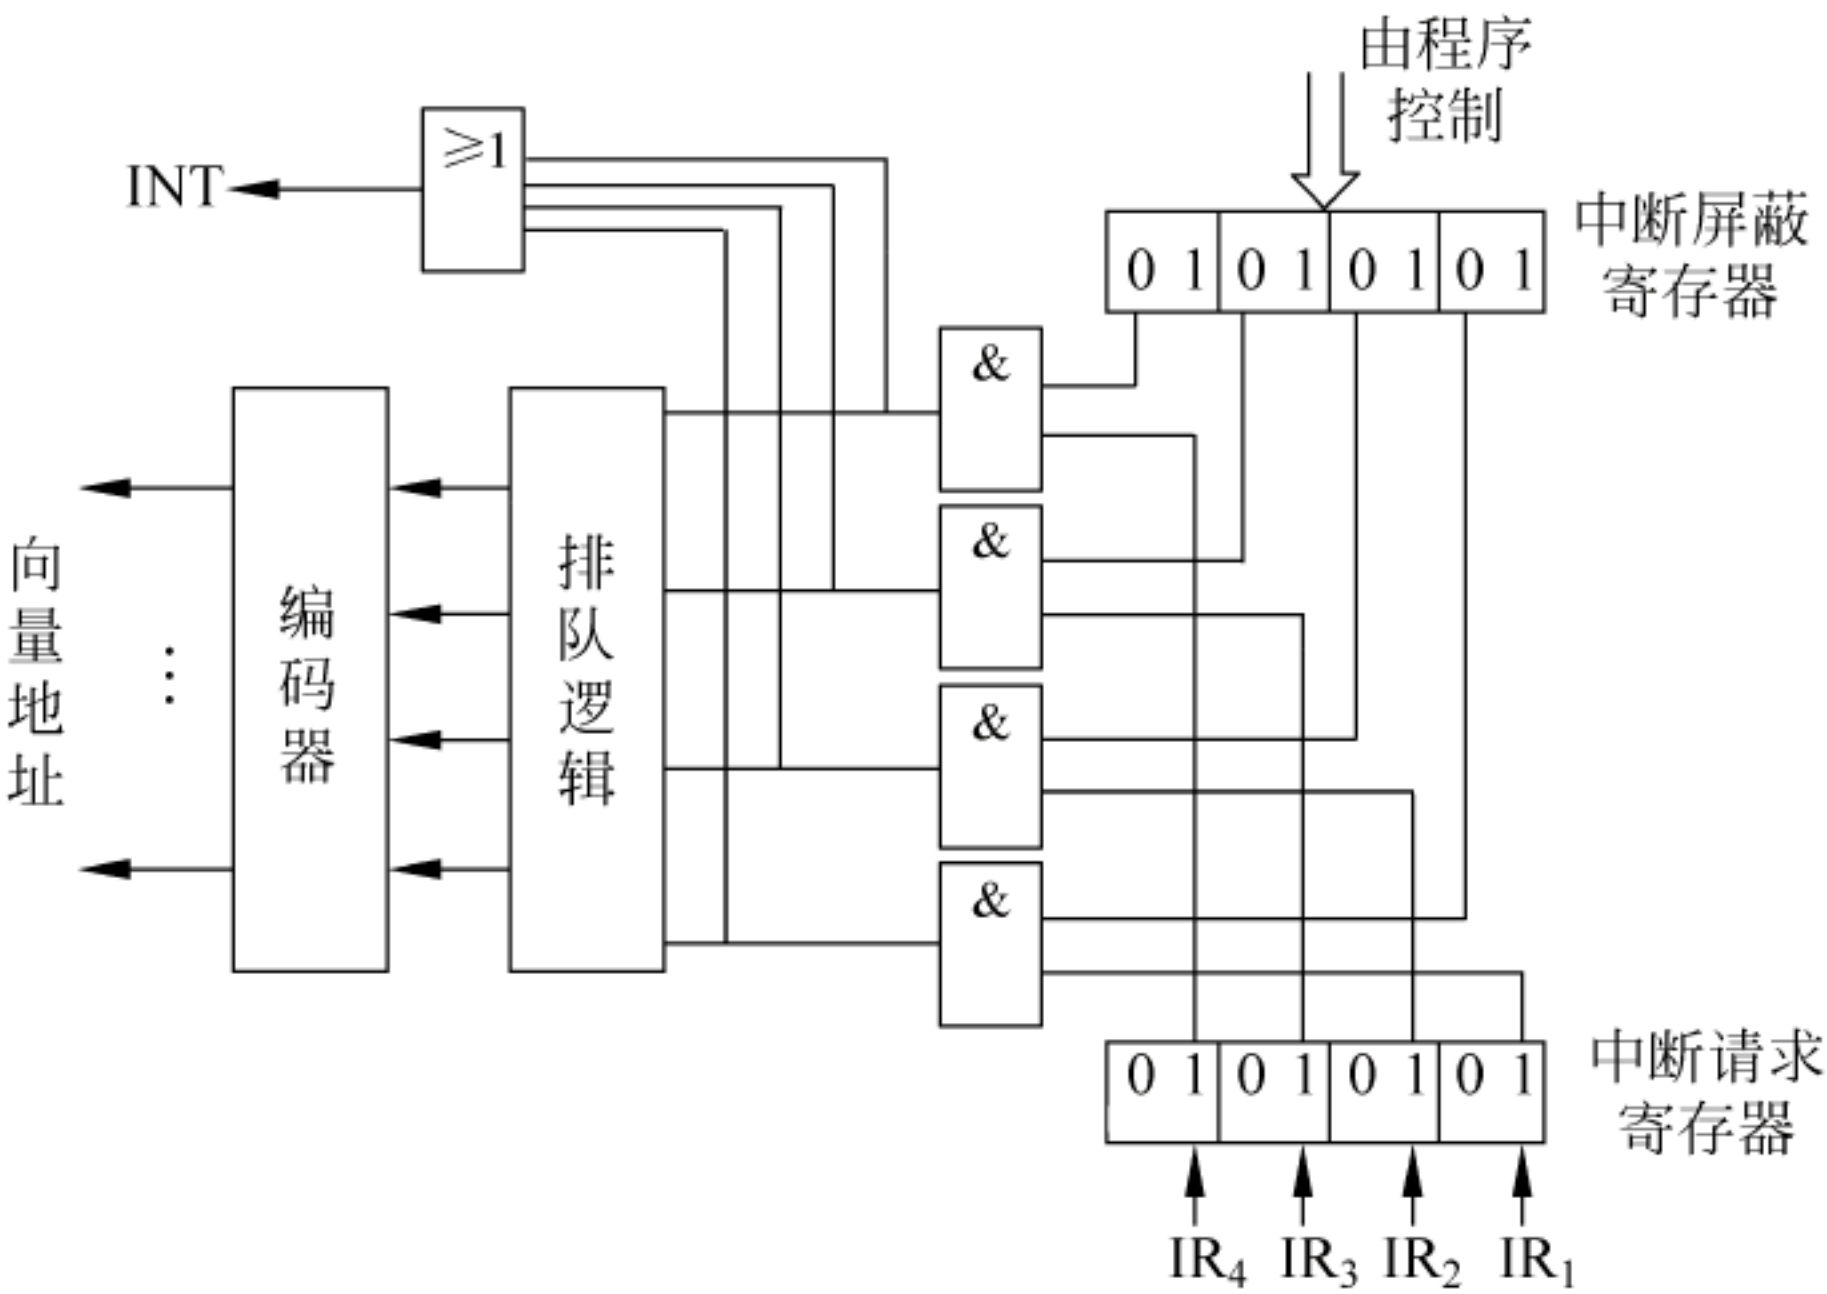 由程序
控制
≥1
INT
中断屏蔽
寄存器
0 1 0 1 0 1 0 1
&
&
&
&
向量地址
⋮
编码器
排队逻辑
0 1 0 1 0 1 0 1
中断请求
寄存器
IR₄ IR₃ IR₂ IR₁